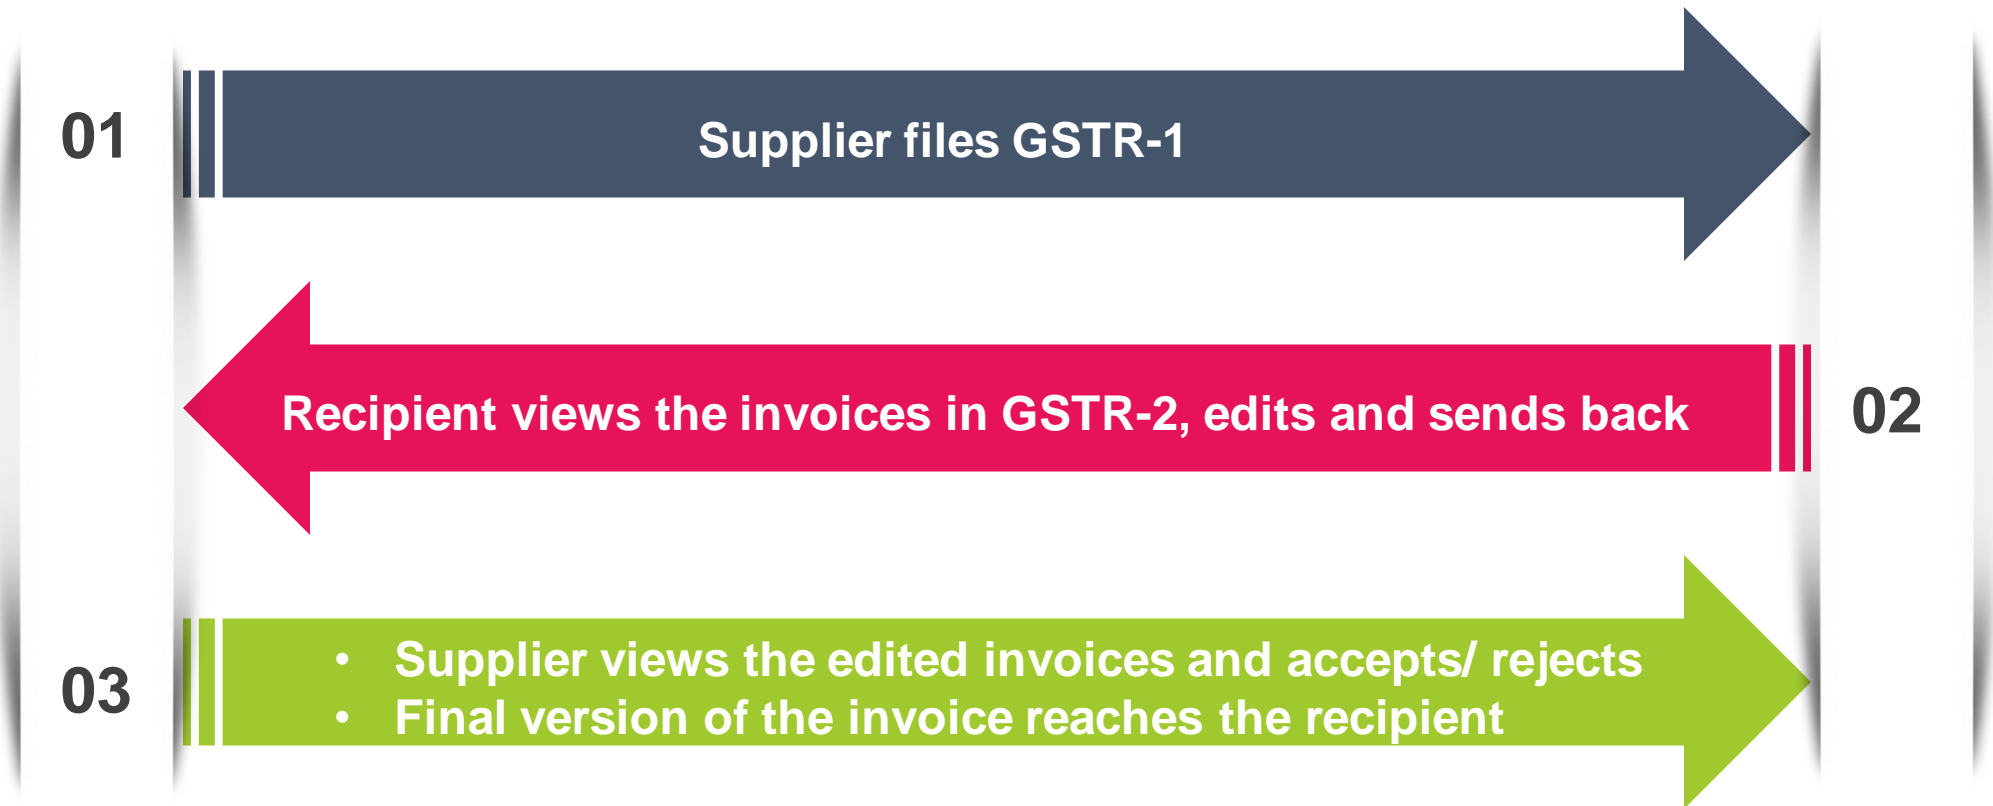 01
Supplier files GSTR-1
Recipient views the invoices in GSTR-2, edits and sends back
02
03
• Supplier views the edited invoices and accepts/ rejects
• Final version of the invoice reaches the recipient